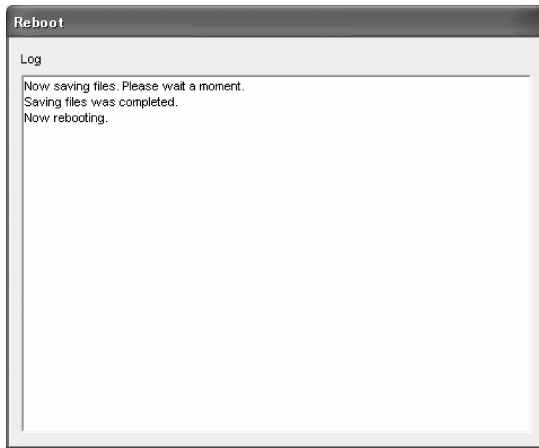 Reboot
Log
Now saving files. Please wait a moment.
Saving files was completed.
Now rebooting.